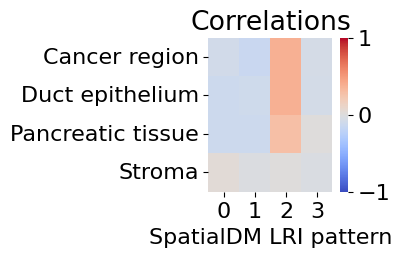 Correlations
Cancer region
Duct epithelium
Pancreatic tissue
Stroma
0 1 2 3
SpatialDM LRI pattern
1
0
−1